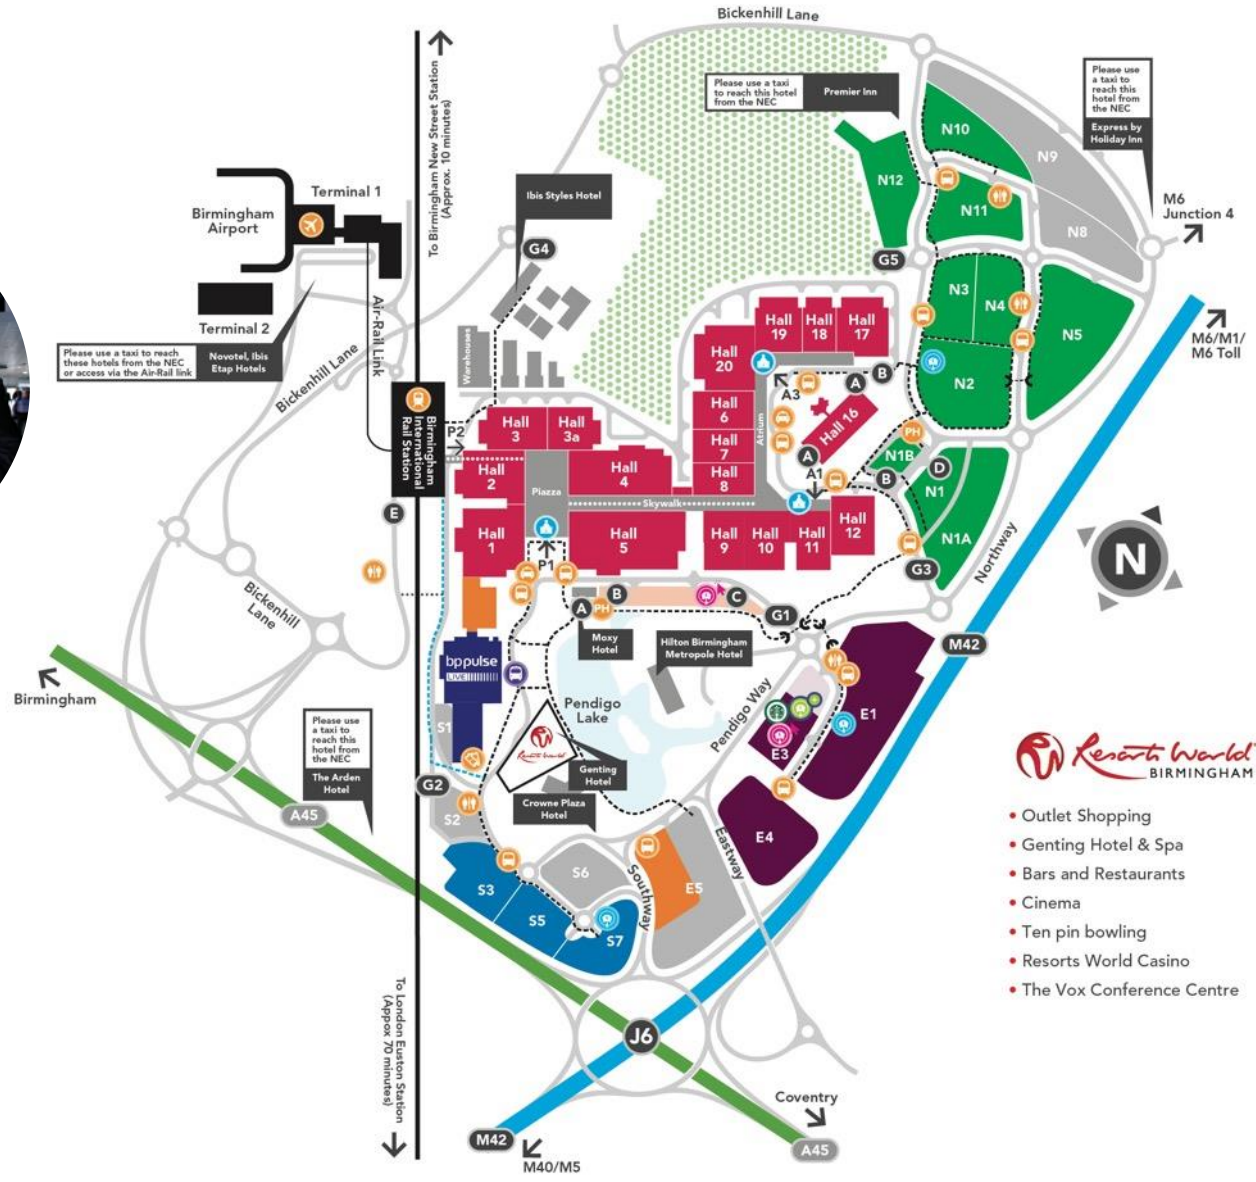 Bickenhill Lane
To Birmingham New Street Station
(Approx. 10 minutes)
Please use a taxi
to reach this hotel
from the NEC
Premier Inn
Please use
a taxi to
reach this
hotel from
the NEC
Express by
Holiday Inn
N10
N9
N12
N11
N8
M6
Junction 4
Terminal 1
Birmingham
Airport
Ibis Styles Hotel
G4
G5
N3
N4
N5
Terminal 2
Air-Rail Link
Please use a taxi to reach
these hotels from the NEC
or access via the Air-Rail link
Novotel, Ibis
Etap Hotels
Bickenhill Lane
Warehouses
Hall
19
Hall
18
Hall
17
Hall
20
M6/M1/
M6 Toll
A3
A
B
N2
Birmingham
International
Rail Station
P2
Hall
3
Hall
3a
Hall
6
Atrium
Hall 16
Hall
7
PH
N1B
D
Hall
2
Piazza
Hall
4
Hall
8
A
A1
B
N1
Skywalk
E
Hall
1
Hall
5
Hall
9
Hall
10
Hall
11
Hall
12
N1A
P1
G3
Northway
N
Bickenhill
Lane
A
PH
B
C
G1
Moxy
Hotel
Hilton Birmingham
Metropole Hotel
M42
bp pulse
LIVE
Birmingham
Pendigo
Lake
Pendigo Way
E1
S1
Resorts World
E3
Please use
a taxi to
reach this
hotel from
the NEC
The Arden
Hotel
Genting
Hotel
Resorts World
BIRMINGHAM
G2
Crowne Plaza
Hotel
A45
S2
E4
Eastway
• Outlet Shopping
• Genting Hotel & Spa
• Bars and Restaurants
• Cinema
• Ten pin bowling
• Resorts World Casino
• The Vox Conference Centre
S3
S6
Southway
E5
S5
S7
To London Euston Station
(Appox 70 minutes)
J6
Coventry
M42
A45
M40/M5